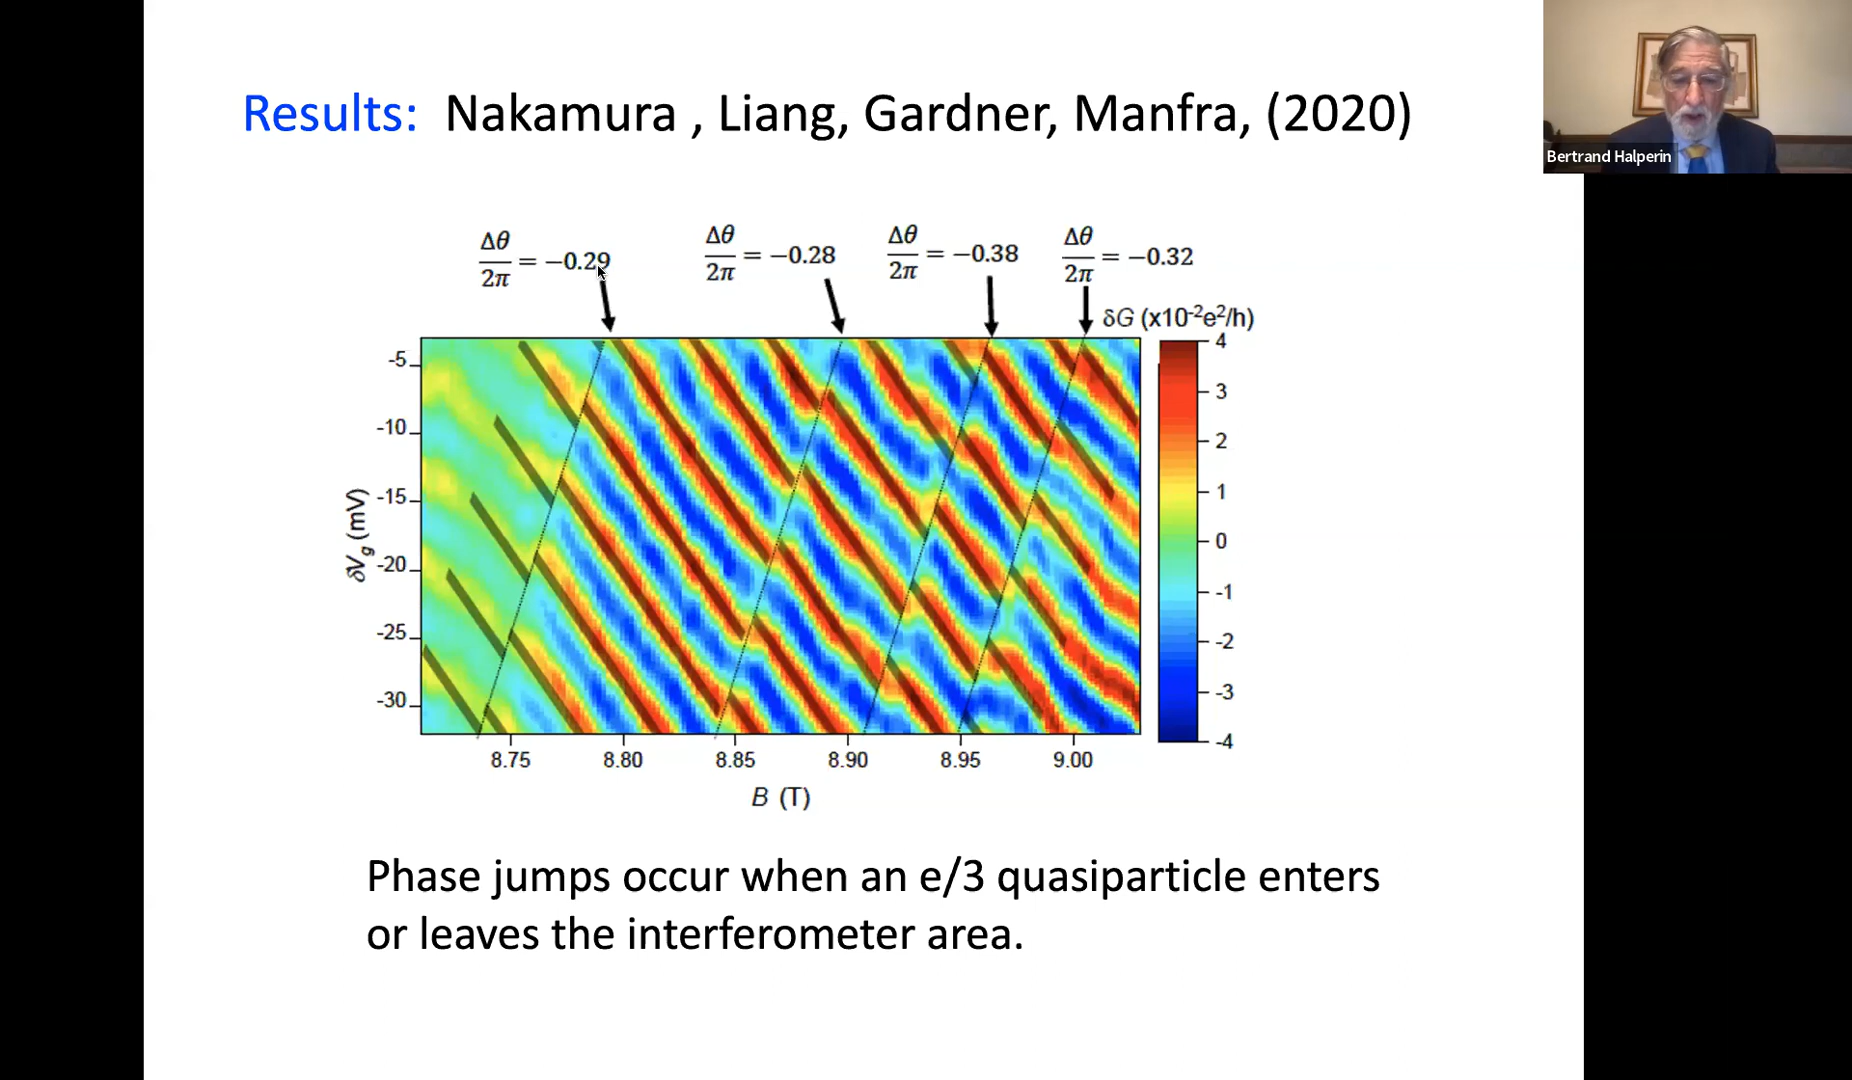 Results: Nakamura , Liang, Gardner, Manfra, (2020)
Bertrand Halperin
Δθ/2π = −0.29
Δθ/2π = −0.28
Δθ/2π = −0.38
Δθ/2π = −0.32
δG (x10⁻²e²/h)
4
3
2
1
0
-1
-2
-3
-4
δVg (mV)
-5
-10
-15
-20
-25
-30
8.75 8.80 8.85 8.90 8.95 9.00
B (T)
Phase jumps occur when an e/3 quasiparticle enters
or leaves the interferometer area.